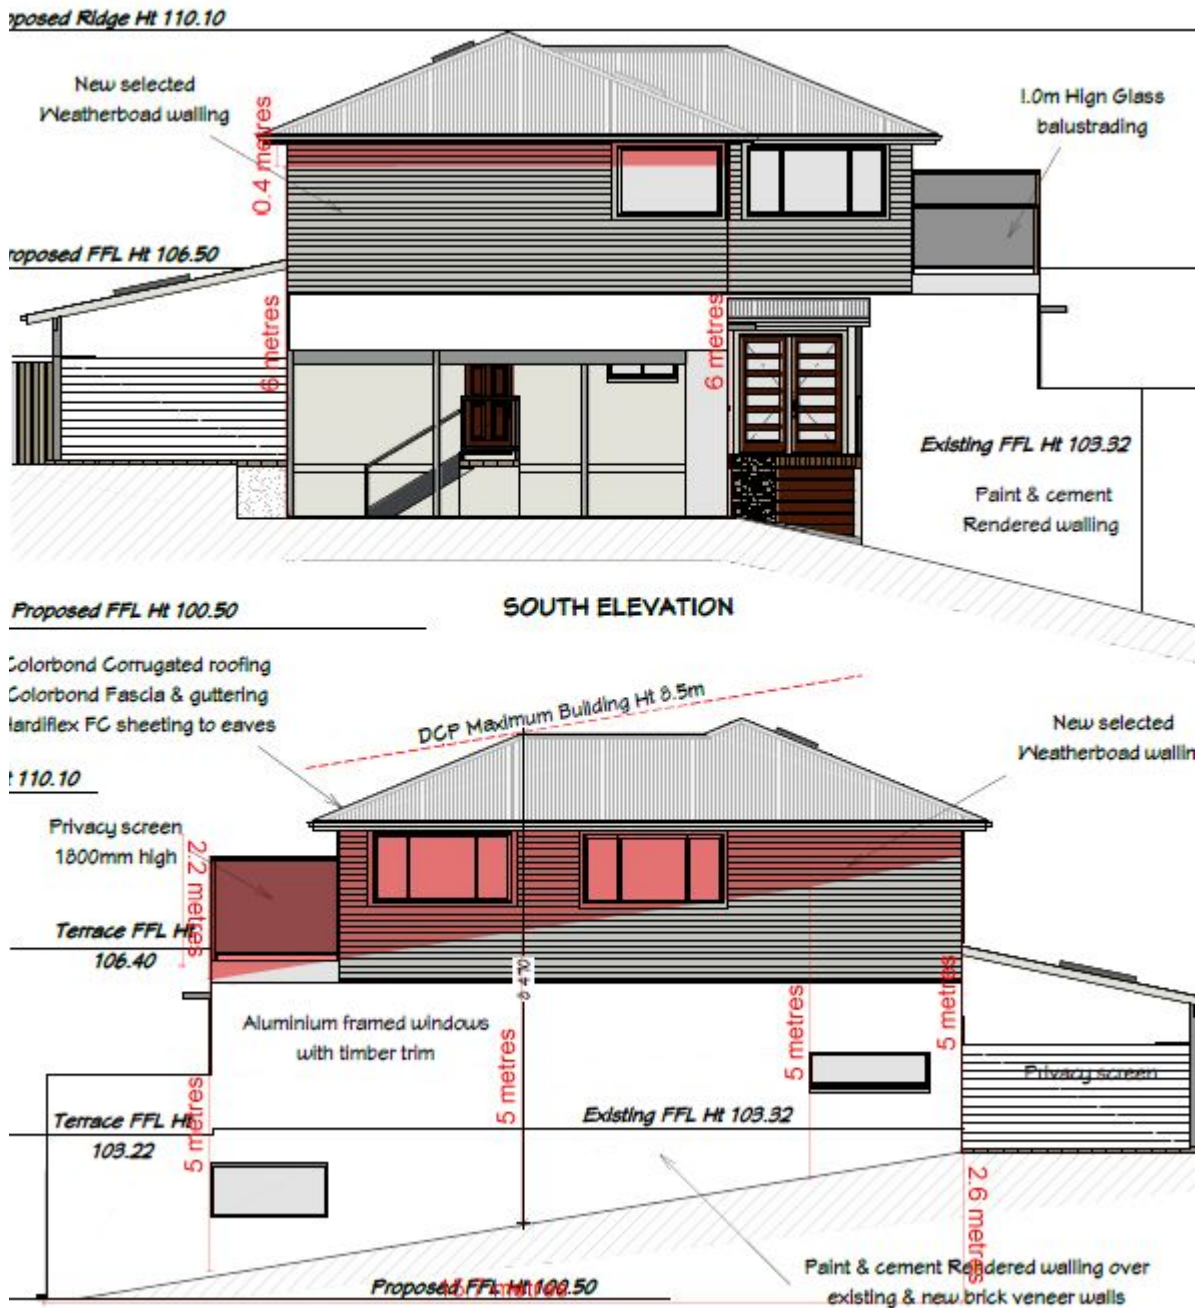 oposed Ridge Ht 110.10
New selected
Weatherboad walling
1.0m Hign Glass
balustrading
0.4 metres
roposed FFL Ht 106.50
6 metres
6 metres
Existing FFL Ht 103.32
Paint & cement
Rendered walling
Proposed FFL Ht 100.50
SOUTH ELEVATION
Colorbond Corrugated roofing
Colorbond Fascia & guttering
Hardiflex FC sheeting to eaves
DCP Maximum Building Ht 8.5m
New selected
Weatherboad wallin
t 110.10
Privacy screen
1800mm high
2.2 metres
Terrace FFL Ht
106.40
8 470
Aluminium framed windows
with timber trim
5 metres
5 metres
5 metres
Privacy screen
Existing FFL Ht 103.32
Terrace FFL Ht
103.22
5 metres
2.6 metres
Paint & cement Rendered walling over
existing & new brick veneer walls
Proposed FFL Ht 100.50
metres